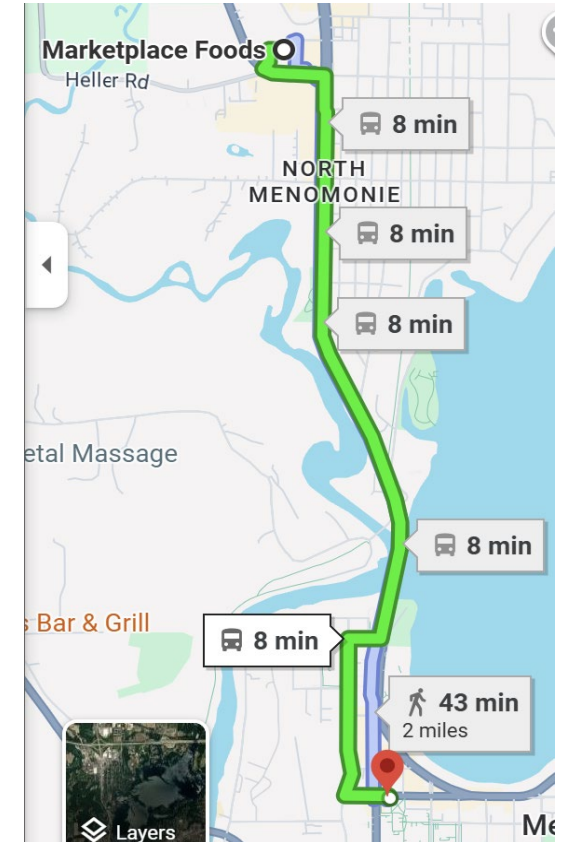 Marketplace Foods
Heller Rd
8 min
NORTH
MENOMONIE
8 min
8 min
etal Massage
8 min
s Bar & Grill
8 min
43 min
2 miles
Layers
Me